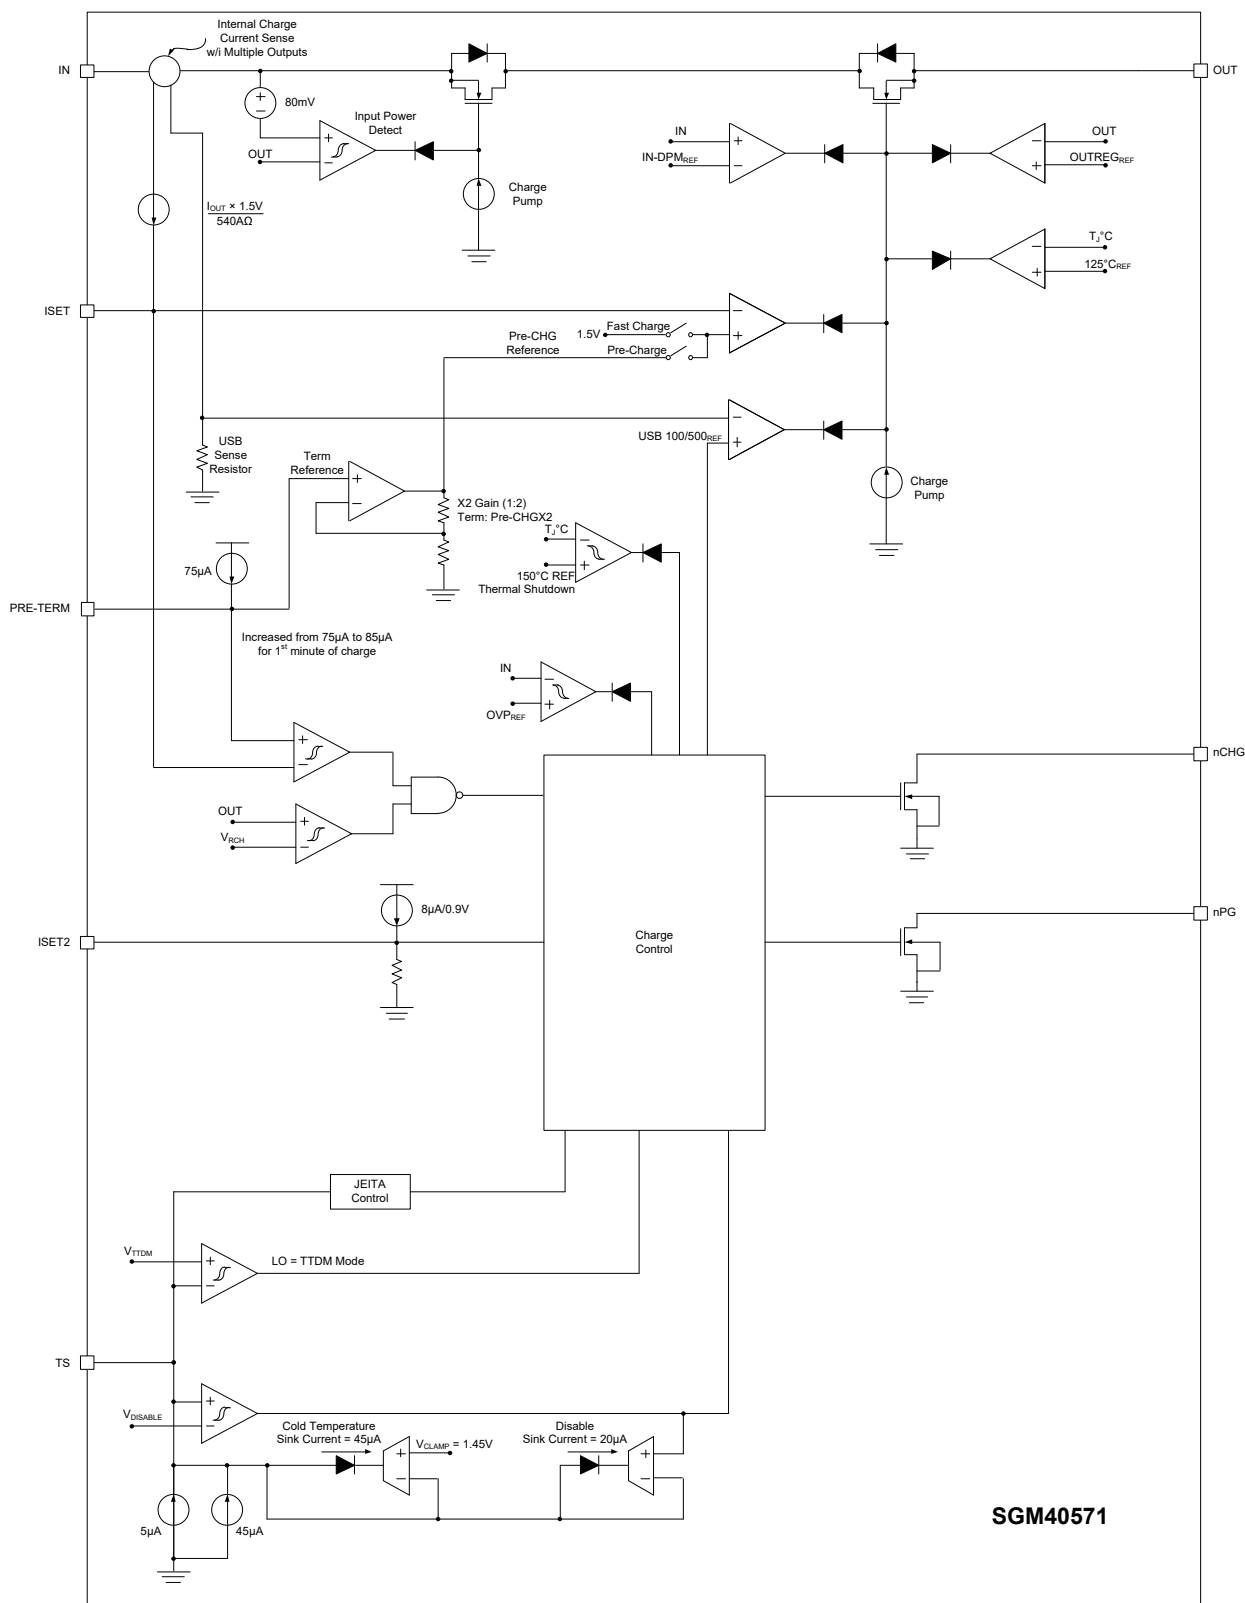 Internal Charge
Current Sense
w/i Multiple Outputs
IN
OUT
80mV
Input Power
Detect
OUT
IN
IN-DPMREF
OUT
OUTREGREF
Charge
Pump
IOUT × 1.5V
540AΩ
TJ°C
125°CREF
ISET
Fast Charge
1.5V
Pre-CHG
Reference
Pre-Charge
USB 100/500REF
USB
Sense
Resistor
Term
Reference
Charge
Pump
X2 Gain (1:2)
Term: Pre-CHGX2
TJ°C
150°C REF
Thermal Shutdown
75μA
PRE-TERM
Increased from 75μA to 85μA
for 1st minute of charge
IN
OVPREF
nCHG
OUT
VRCH
8μA/0.9V
nPG
ISET2
Charge
Control
JEITA
Control
VTTDM
LO = TTDM Mode
TS
VDISABLE
Cold Temperature
Sink Current = 45μA
VCLAMP = 1.45V
Disable
Sink Current = 20μA
5μA
45μA
SGM40571